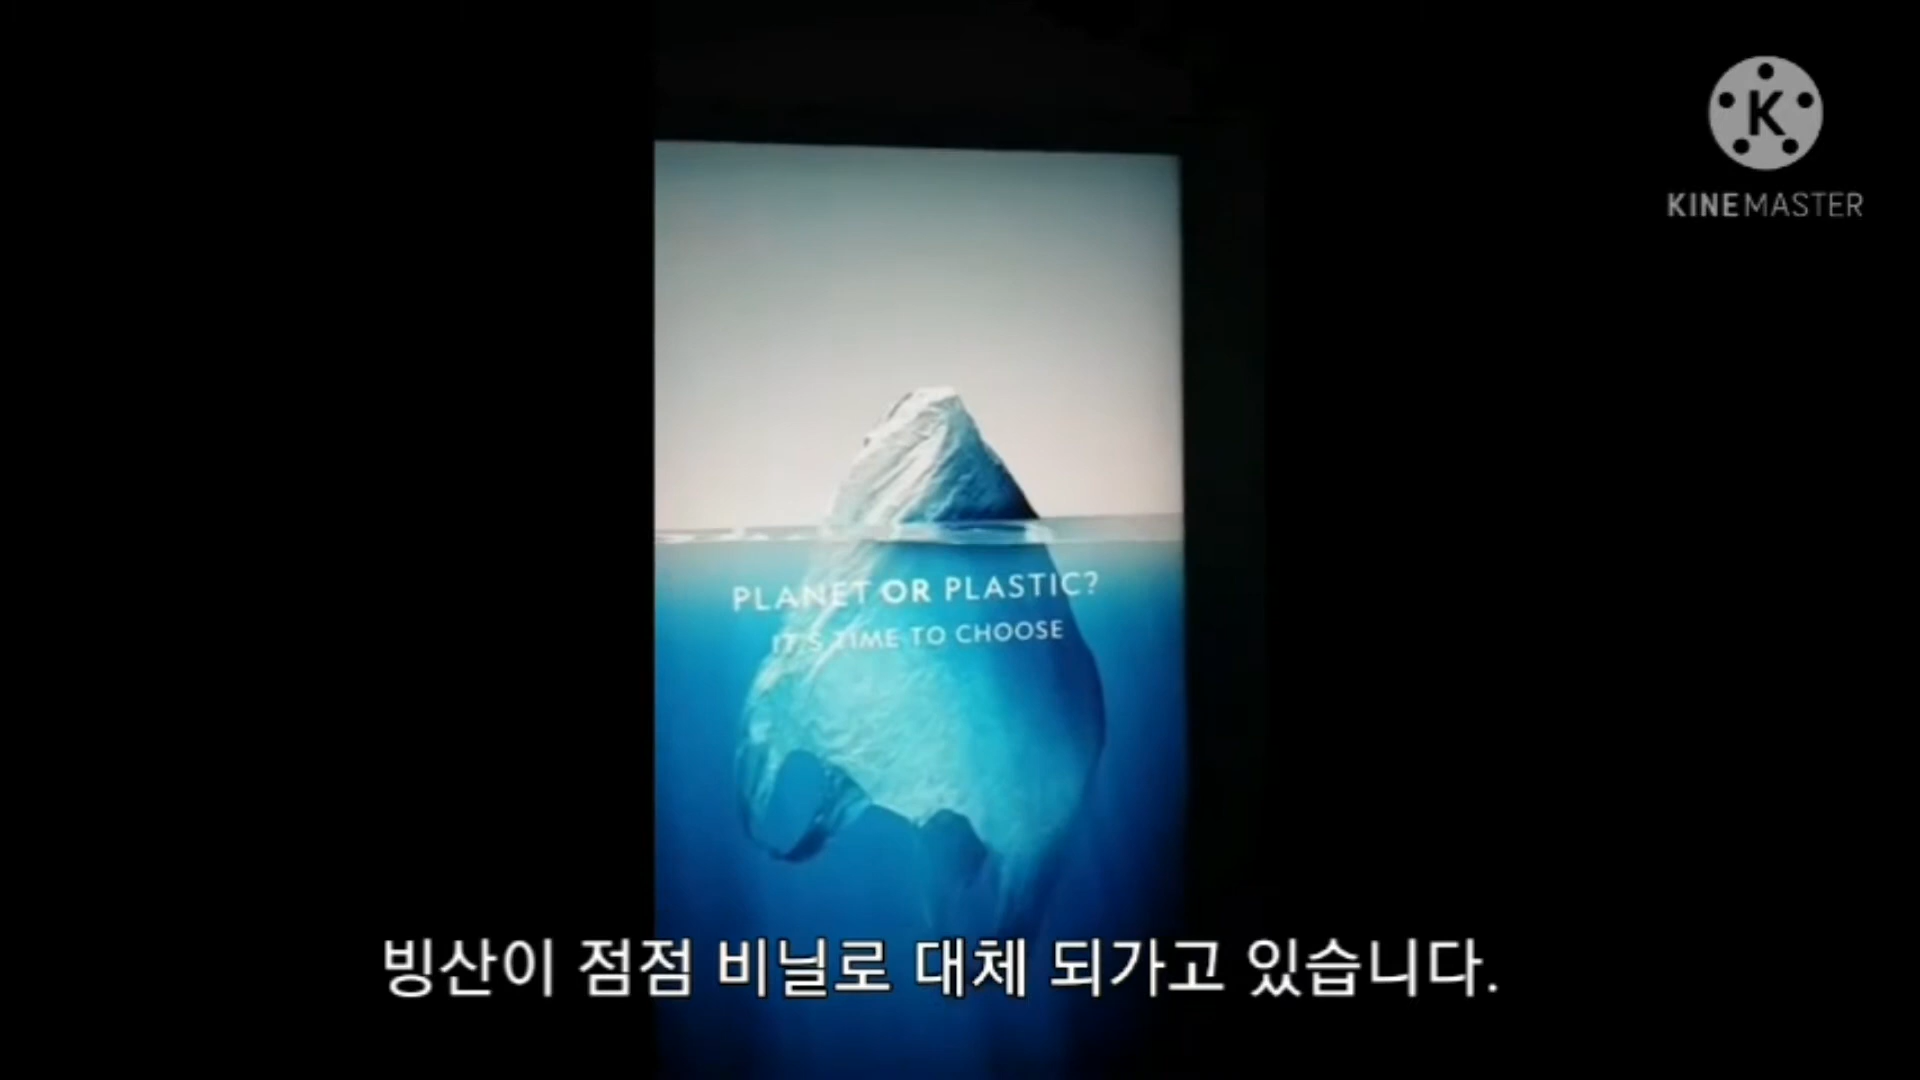 K
KINEMASTER
PLANET OR PLASTIC?
IT'S TIME TO CHOOSE
빙산이 점점 비닐로 대체 되가고 있습니다.